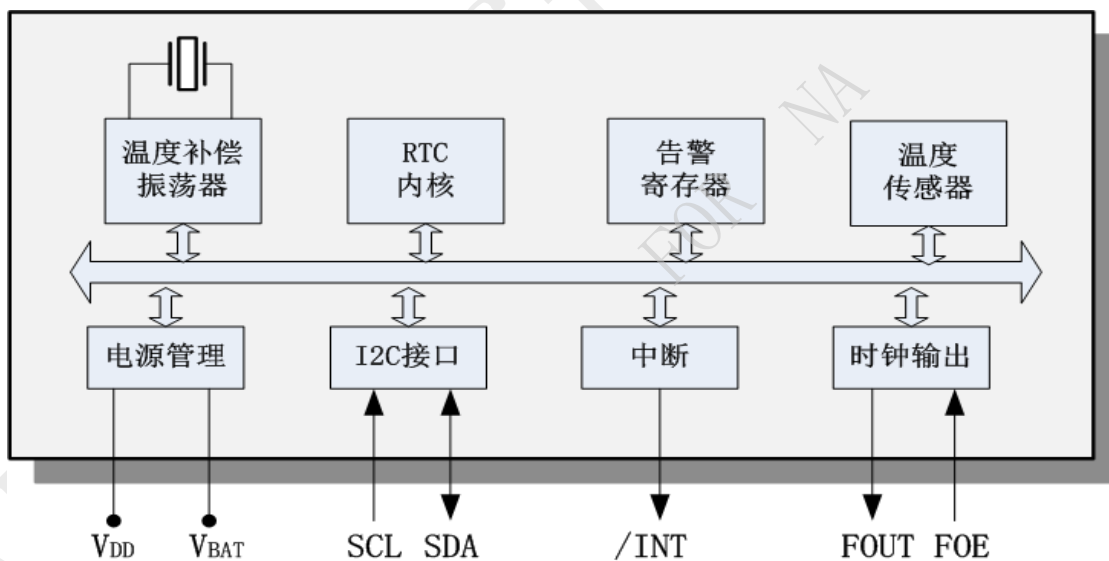 温度补偿
振荡器
RTC
内核
告警
寄存器
温度
传感器
电源管理
I2C接口
中断
时钟输出
VDD VBAT SCL SDA /INT FOUT FOE
FOR NA